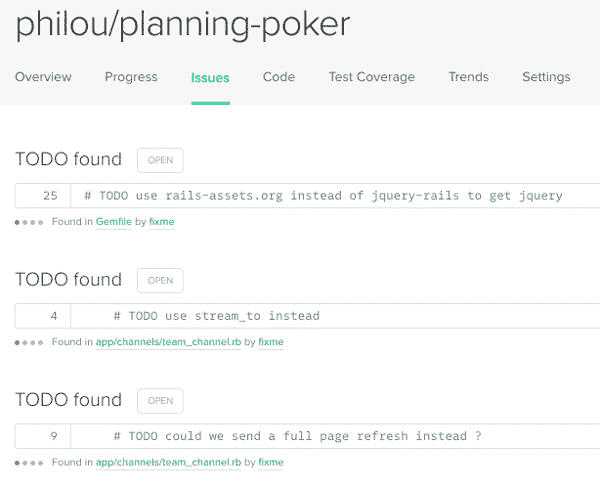 philou/planning-poker
Overview Progress Issues Code Test Coverage Trends Settings
TODO found OPEN
25 # TODO use rails-assets.org instead of jquery-rails to get jquery
Found in Gemfile by fixme
TODO found OPEN
4 # TODO use stream_to instead
Found in app/channels/team_channel.rb by fixme
TODO found OPEN
9 # TODO could we send a full page refresh instead ?
Found in app/channels/team_channel.rb by fixme